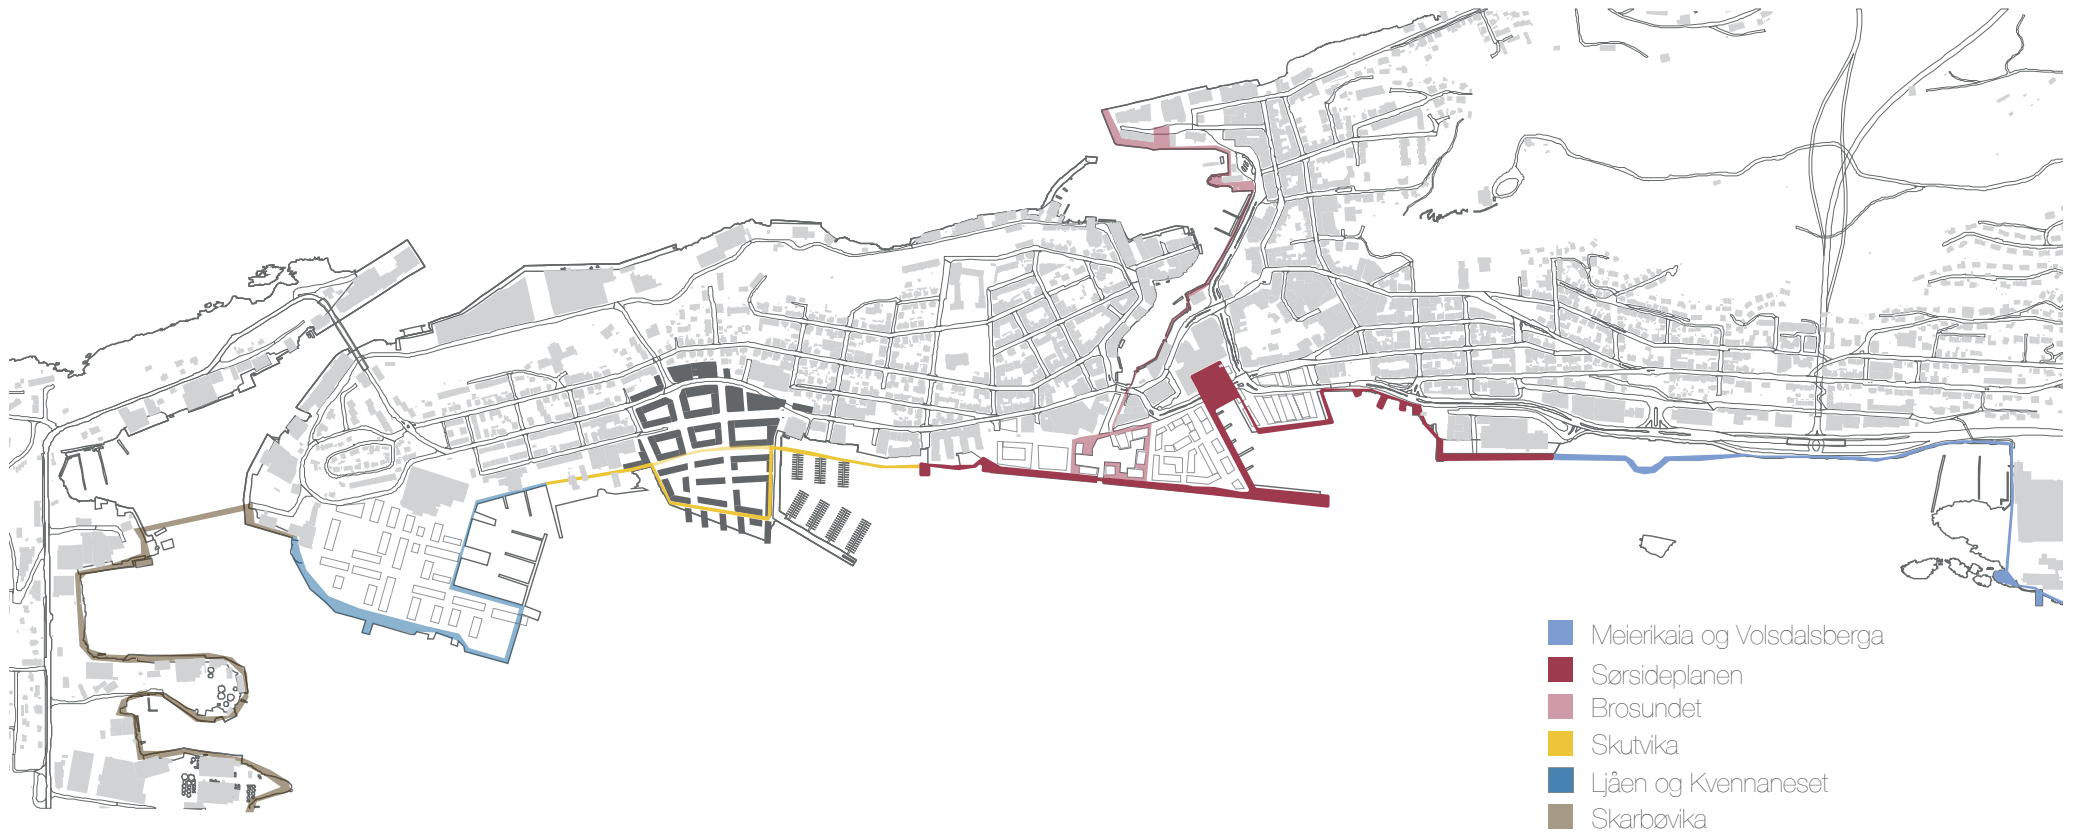 Meierikaia og Volsdalsberga
Sørsideplanen
Brosundet
Skutvika
Ljåen og Kvennaneset
Skarbøvika